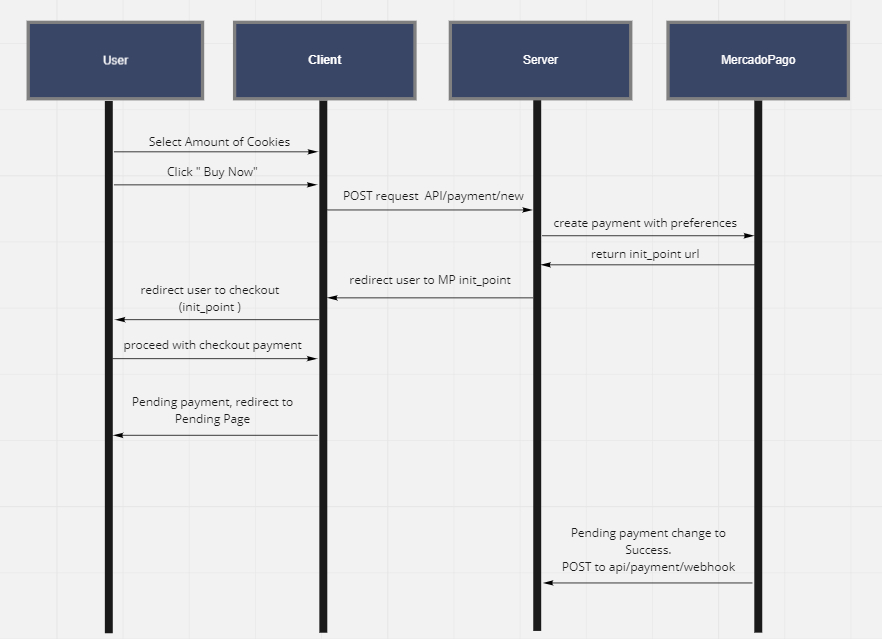 User
Client
Server
MercadoPago
Select Amount of Cookies
Click " Buy Now"
POST request  API/payment/new
create payment with preferences
return init_point url
redirect user to MP init_point
redirect user to checkout
(init_point )
proceed with checkout payment
Pending payment, redirect to
Pending Page
Pending payment change to
Success.
POST to api/payment/webhook